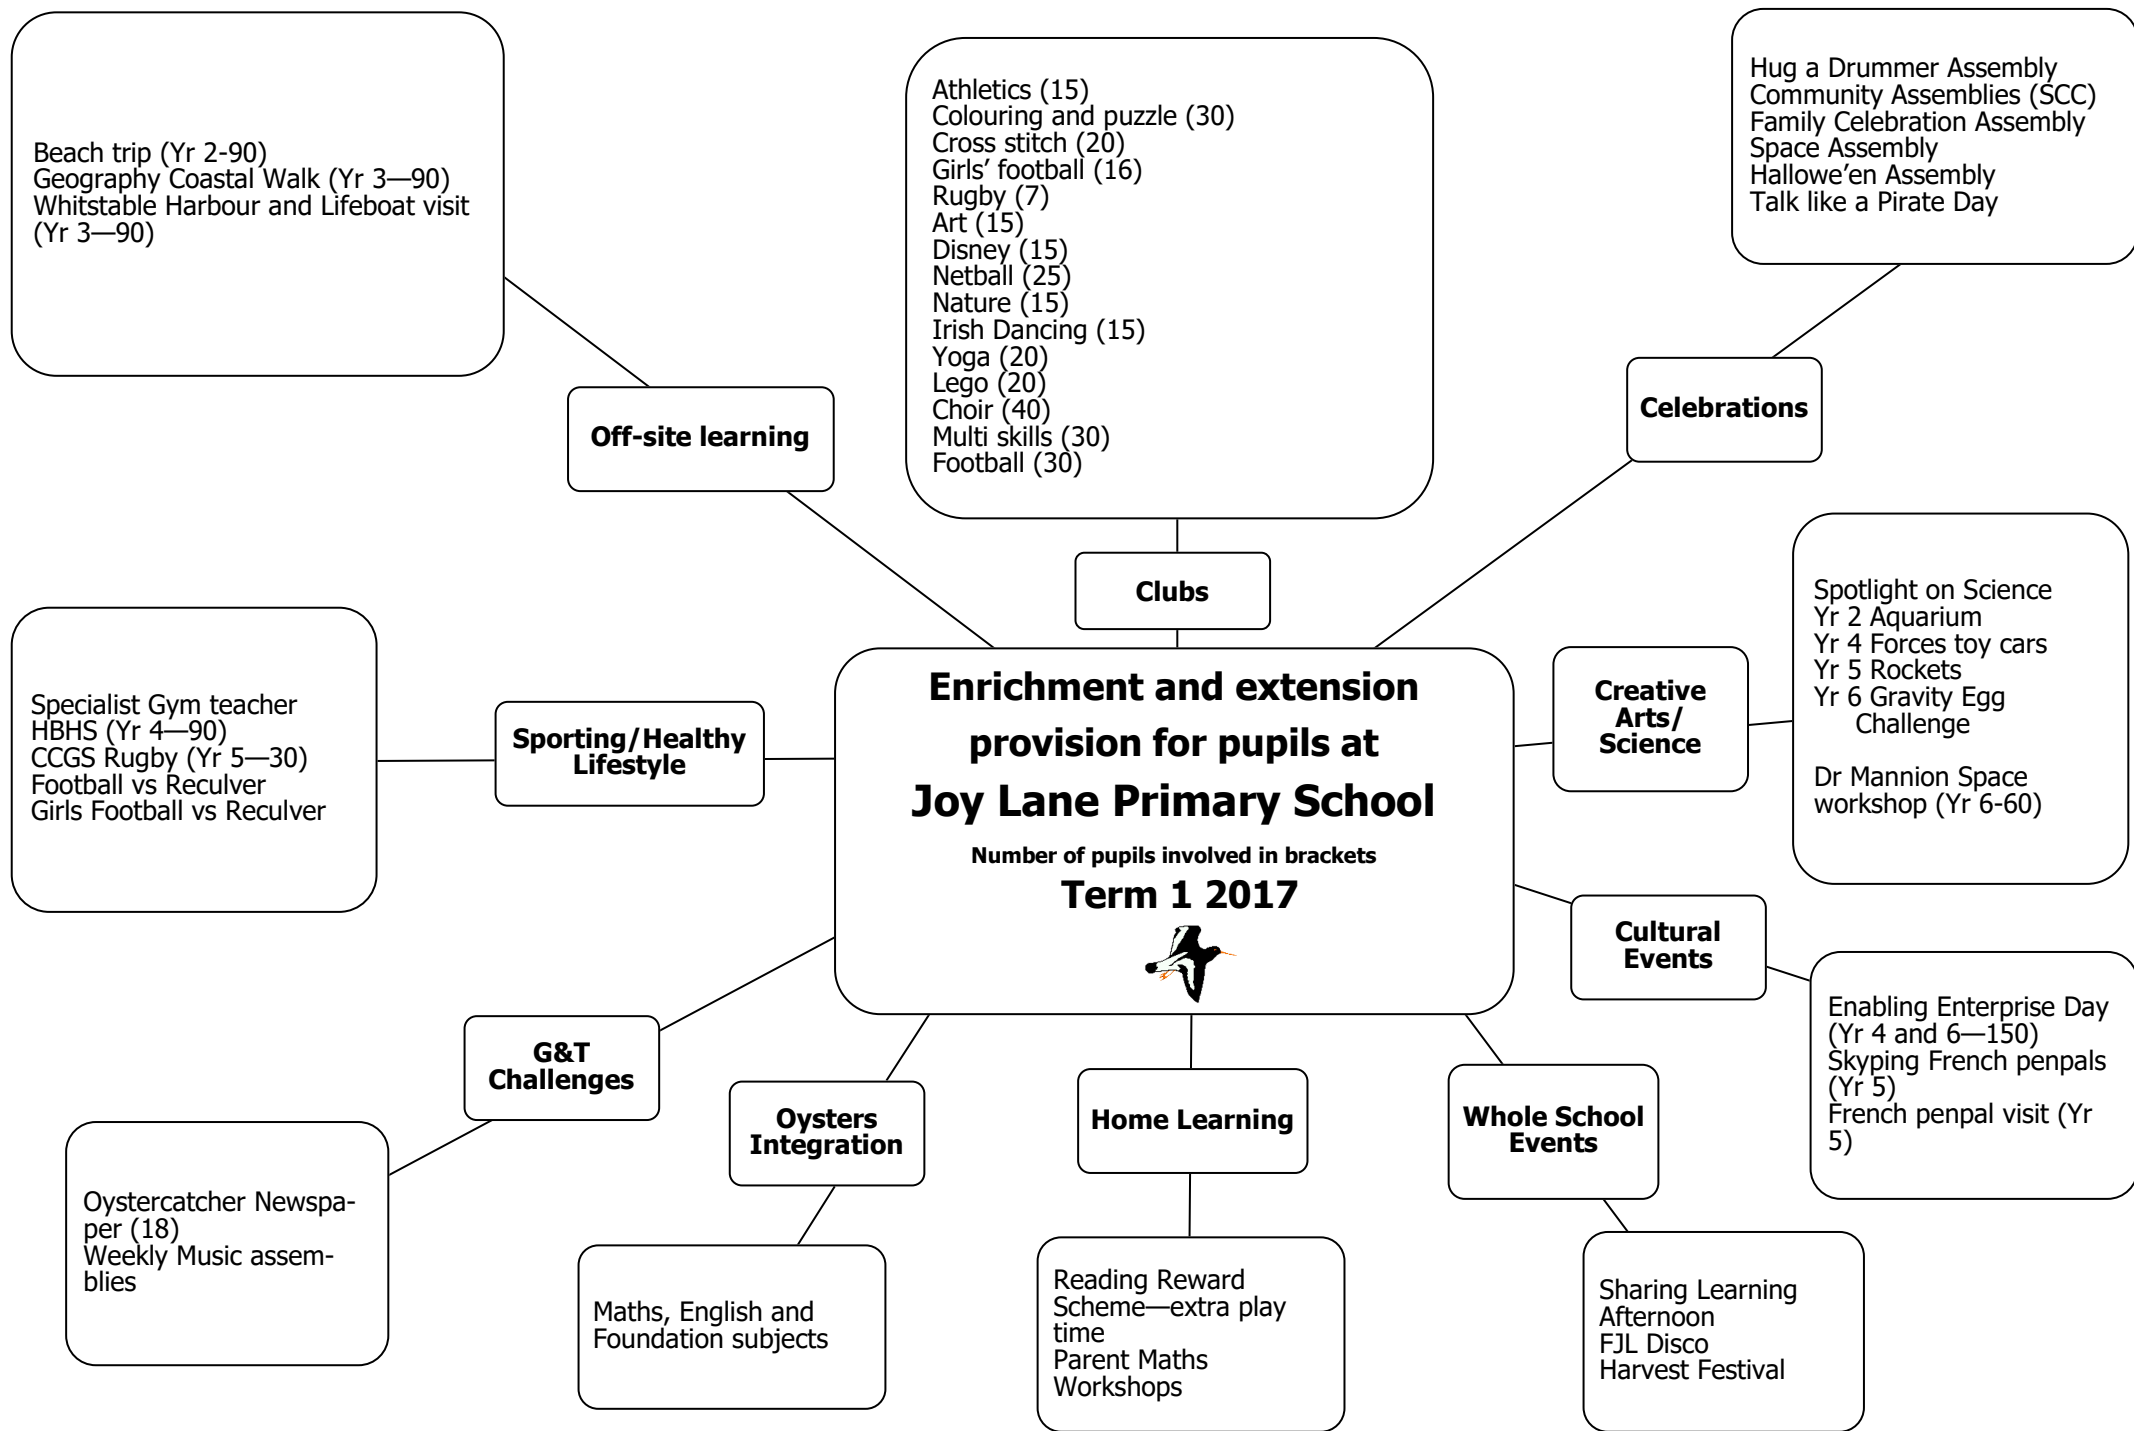 Beach trip (Yr 2-90)
Geography Coastal Walk (Yr 3—90)
Whitstable Harbour and Lifeboat visit
(Yr 3—90)
Off-site learning
Athletics (15)
Colouring and puzzle (30)
Cross stitch (20)
Girls’ football (16)
Rugby (7)
Art (15)
Disney (15)
Netball (25)
Nature (15)
Irish Dancing (15)
Yoga (20)
Lego (20)
Choir (40)
Multi skills (30)
Football (30)
Clubs
Hug a Drummer Assembly
Community Assemblies (SCC)
Family Celebration Assembly
Space Assembly
Hallowe’en Assembly
Talk like a Pirate Day
Celebrations
Specialist Gym teacher
HBHS (Yr 4—90)
CCGS Rugby (Yr 5—30)
Football vs Reculver
Girls Football vs Reculver
Sporting/Healthy
Lifestyle
Enrichment and extension
provision for pupils at
Joy Lane Primary School
Number of pupils involved in brackets
Term 1 2017
Creative
Arts/
Science
Spotlight on Science
Yr 2 Aquarium
Yr 4 Forces toy cars
Yr 5 Rockets
Yr 6 Gravity Egg
Challenge
Dr Mannion Space
workshop (Yr 6-60)
Cultural
Events
Enabling Enterprise Day
(Yr 4 and 6—150)
Skyping French penpals
(Yr 5)
French penpal visit (Yr
5)
G&T
Challenges
Oystercatcher Newspa-
per (18)
Weekly Music assem-
blies
Oysters
Integration
Maths, English and
Foundation subjects
Home Learning
Reading Reward
Scheme—extra play
time
Parent Maths
Workshops
Whole School
Events
Sharing Learning
Afternoon
FJL Disco
Harvest Festival